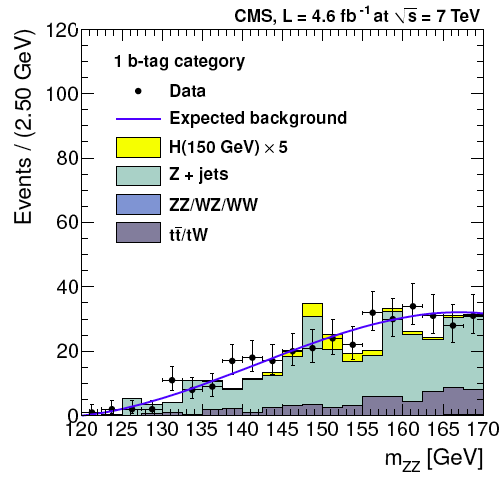 CMS, L = 4.6 fb⁻¹ at √s = 7 TeV
Events / (2.50 GeV)
120
100
80
60
40
20
0
1 b-tag category
Data
Expected background
H(150 GeV) × 5
Z + jets
ZZ/WZ/WW
tt̄/tW
120 125 130 135 140 145 150 155 160 165 170
m_ZZ [GeV]